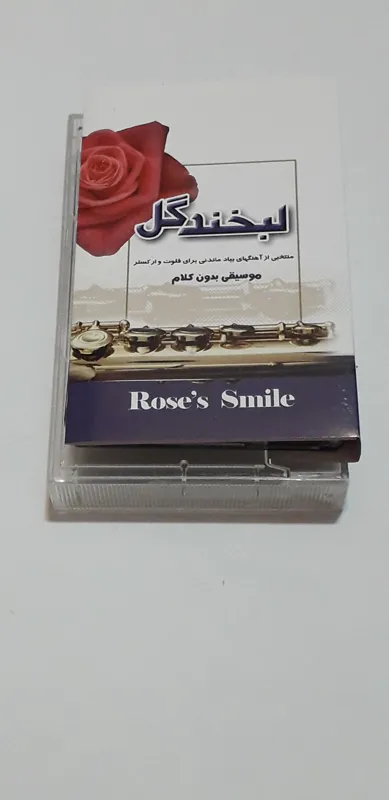 لبخند گل
منتخبی از آهنگهای بیاد ماندنی برای فلوت و ارکستر
موسیقی بدون کلام
Rose's Smile